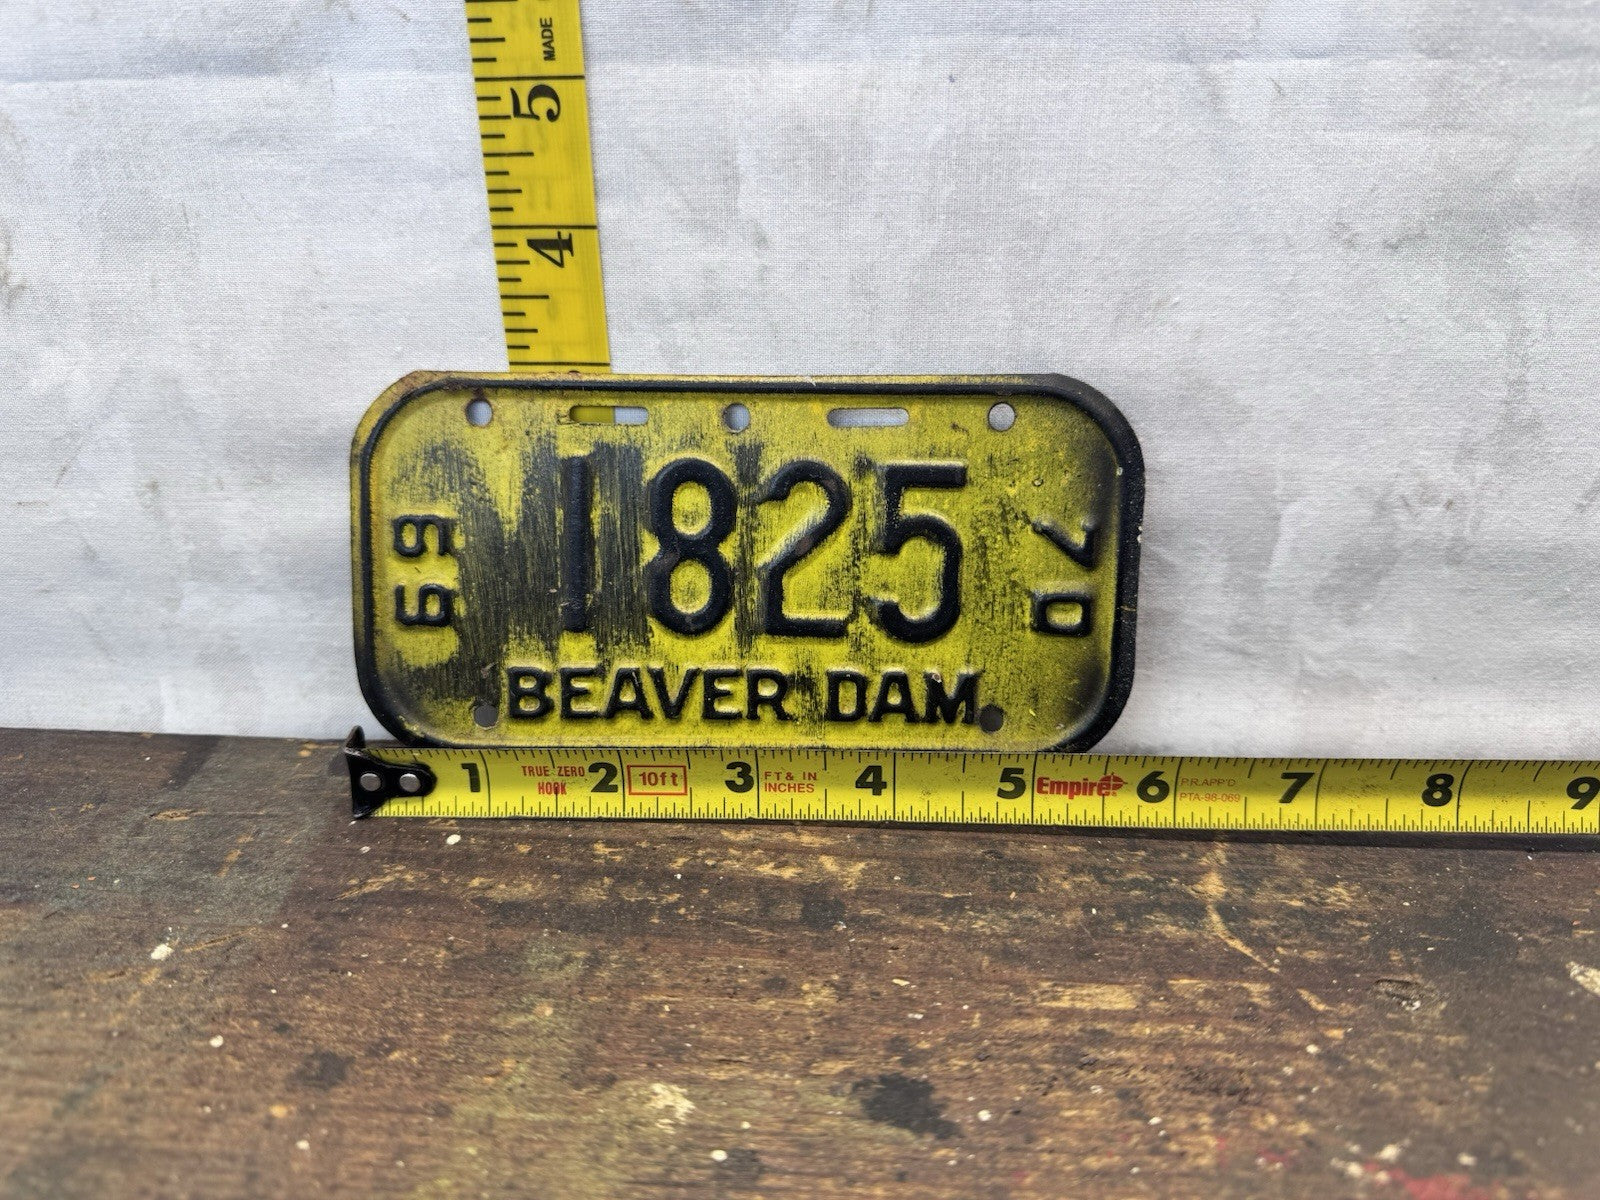 MADE
5
4
69
1825
70
BEAVER DAM
1 TRUE ZERO HOOK 2 10ft 3 FT & IN INCHES 4 5 Empire 6 P.R. APP'D PTA-98-069 7 8 9